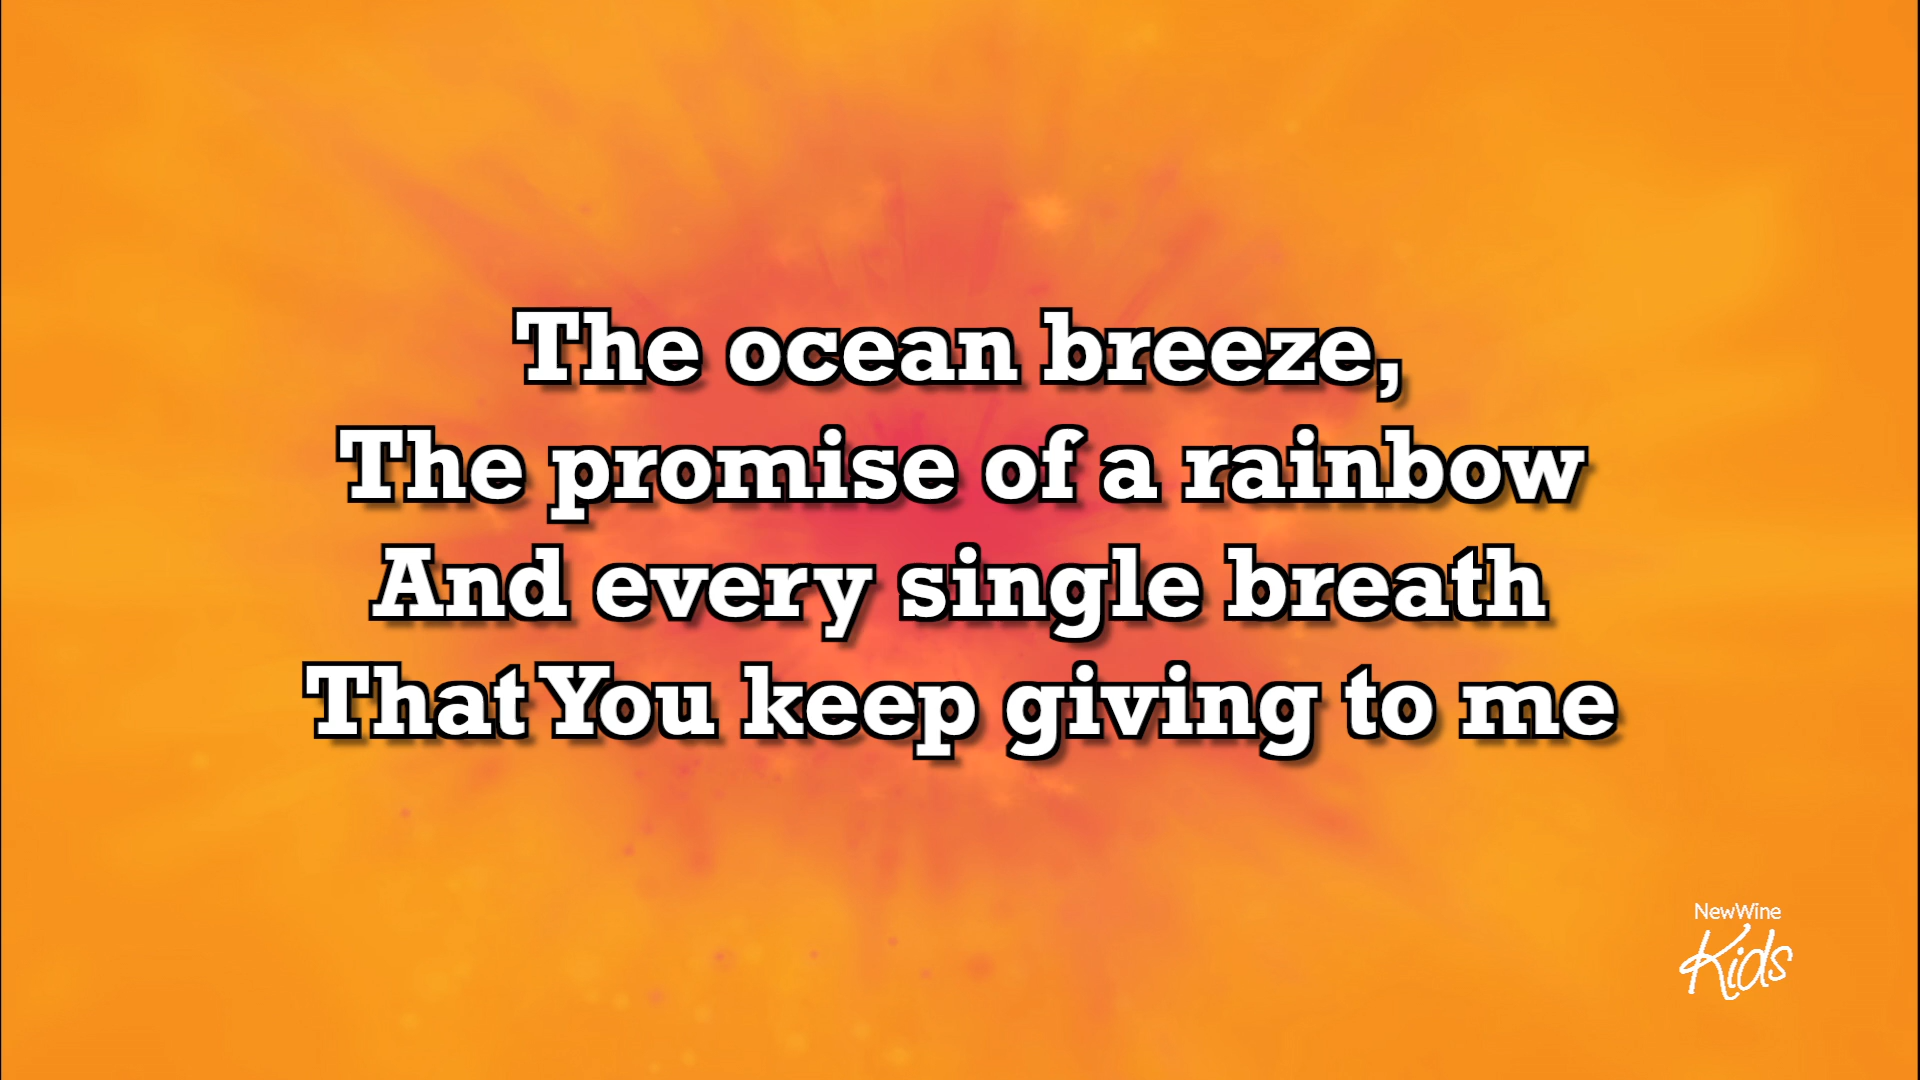 The ocean breeze,
The promise of a rainbow
And every single breath
That You keep giving to me
NewWine
Kids